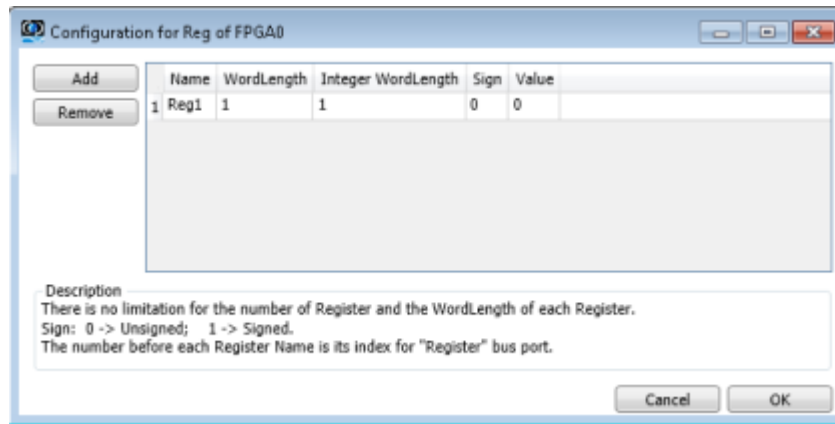 Configuration for Reg of FPGA0
Add
Remove
Name WordLength Integer WordLength Sign Value
1 Reg1 1 1 0 0
Description
There is no limitation for the number of Register and the WordLength of each Register.
Sign: 0 -> Unsigned; 1 -> Signed.
The number before each Register Name is its index for "Register" bus port.
Cancel OK